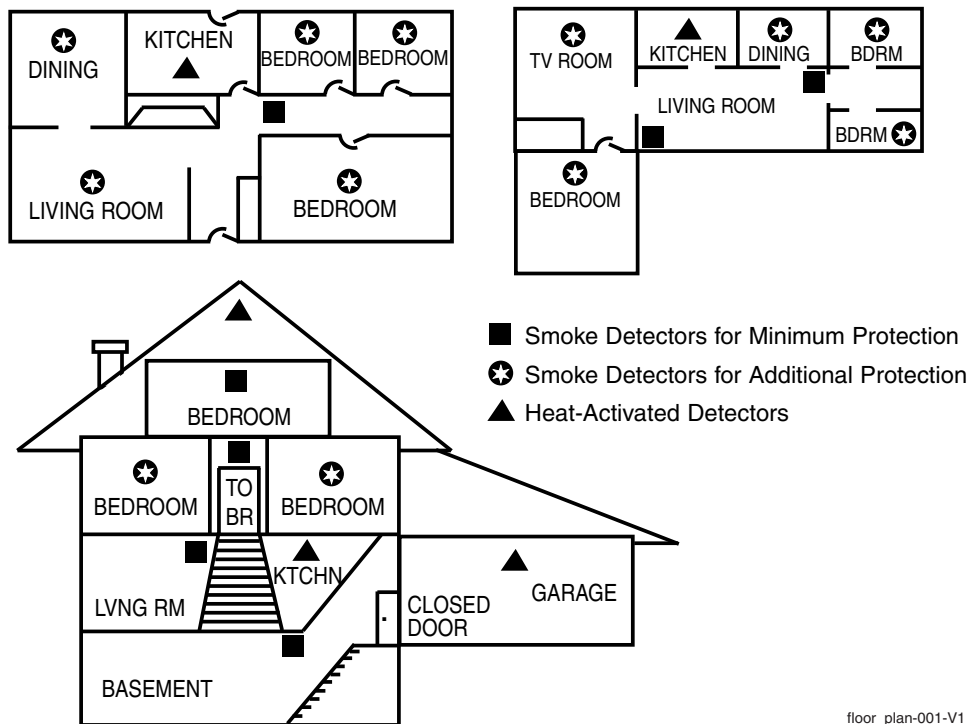 DINING
KITCHEN
BEDROOM
BEDROOM
LIVING ROOM
BEDROOM
TV ROOM
KITCHEN
DINING
BDRM
LIVING ROOM
BDRM
BEDROOM
Smoke Detectors for Minimum Protection
Smoke Detectors for Additional Protection
Heat-Activated Detectors
BEDROOM
BEDROOM
TO
BR
BEDROOM
LVNG RM
KTCHN
CLOSED
DOOR
GARAGE
BASEMENT
floor_plan-001-V1